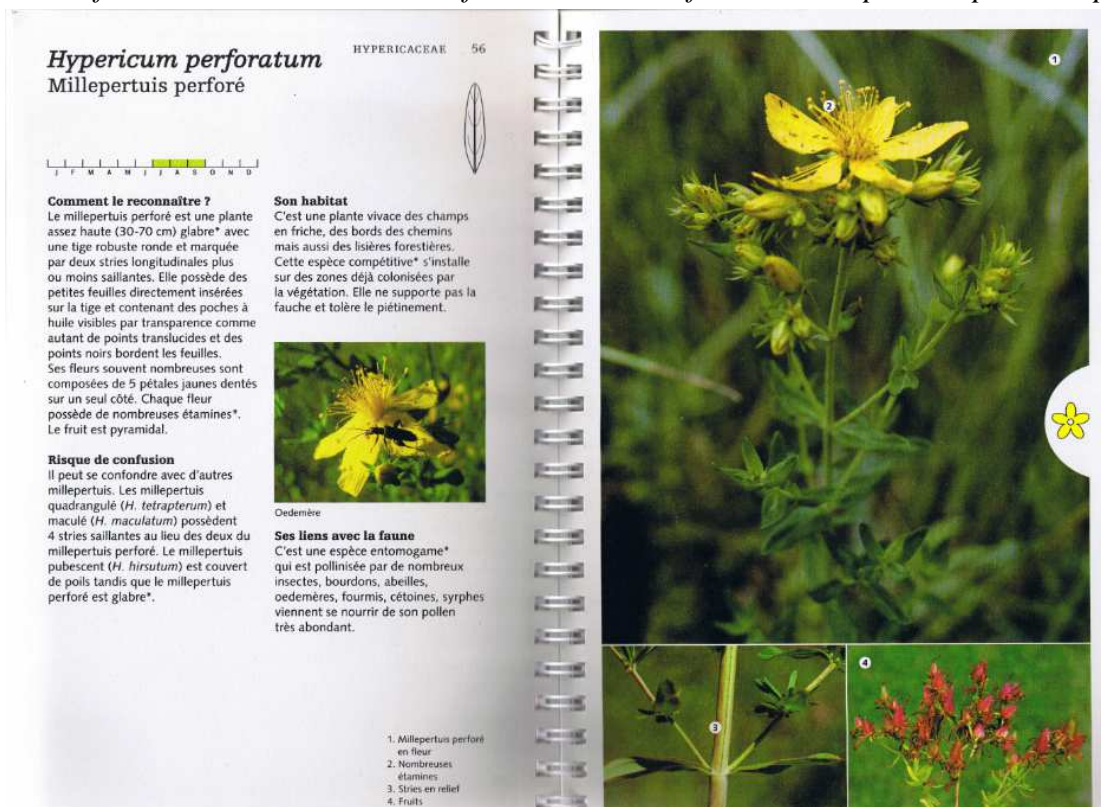 Hypericum perforatum
Millepertuis perforé
HYPERICACEAE 56
J F M A M J J A S O N D
Comment le reconnaître ?
Le millepertuis perforé est une plante
assez haute (30-70 cm) glabre* avec
une tige robuste ronde et marquée
par deux stries longitudinales plus
ou moins saillantes. Elle possède des
petites feuilles directement insérées
sur la tige et contenant des poches à
huile visibles par transparence comme
autant de points translucides et des
points noirs bordent les feuilles.
Ses fleurs souvent nombreuses sont
composées de 5 pétales jaunes dentés
sur un seul côté. Chaque fleur
possède de nombreuses étamines*.
Le fruit est pyramidal.
Risque de confusion
Il peut se confondre avec d'autres
millepertuis. Les millepertuis
quadrangulé (H. tetrapterum) et
maculé (H. maculatum) possèdent
4 stries saillantes au lieu des deux du
millepertuis perforé. Le millepertuis
pubescent (H. hirsutum) est couvert
de poils tandis que le millepertuis
perforé est glabre*.
Son habitat
C'est une plante vivace des champs
en friche, des bords des chemins
mais aussi des lisières forestières.
Cette espèce compétitive* s'installe
sur des zones déjà colonisées par
la végétation. Elle ne supporte pas la
fauche et tolère le piétinement.
Oedemère
Ses liens avec la faune
C'est une espèce entomogame*
qui est pollinisée par de nombreux
insectes, bourdons, abeilles,
oedemères, fourmis, cétoines, syrphes
viennent se nourrir de son pollen
très abondant.
1. Millepertuis perforé
en fleur
2. Nombreuses
étamines
3. Stries en relief
4. Fruits
1
2
3
4